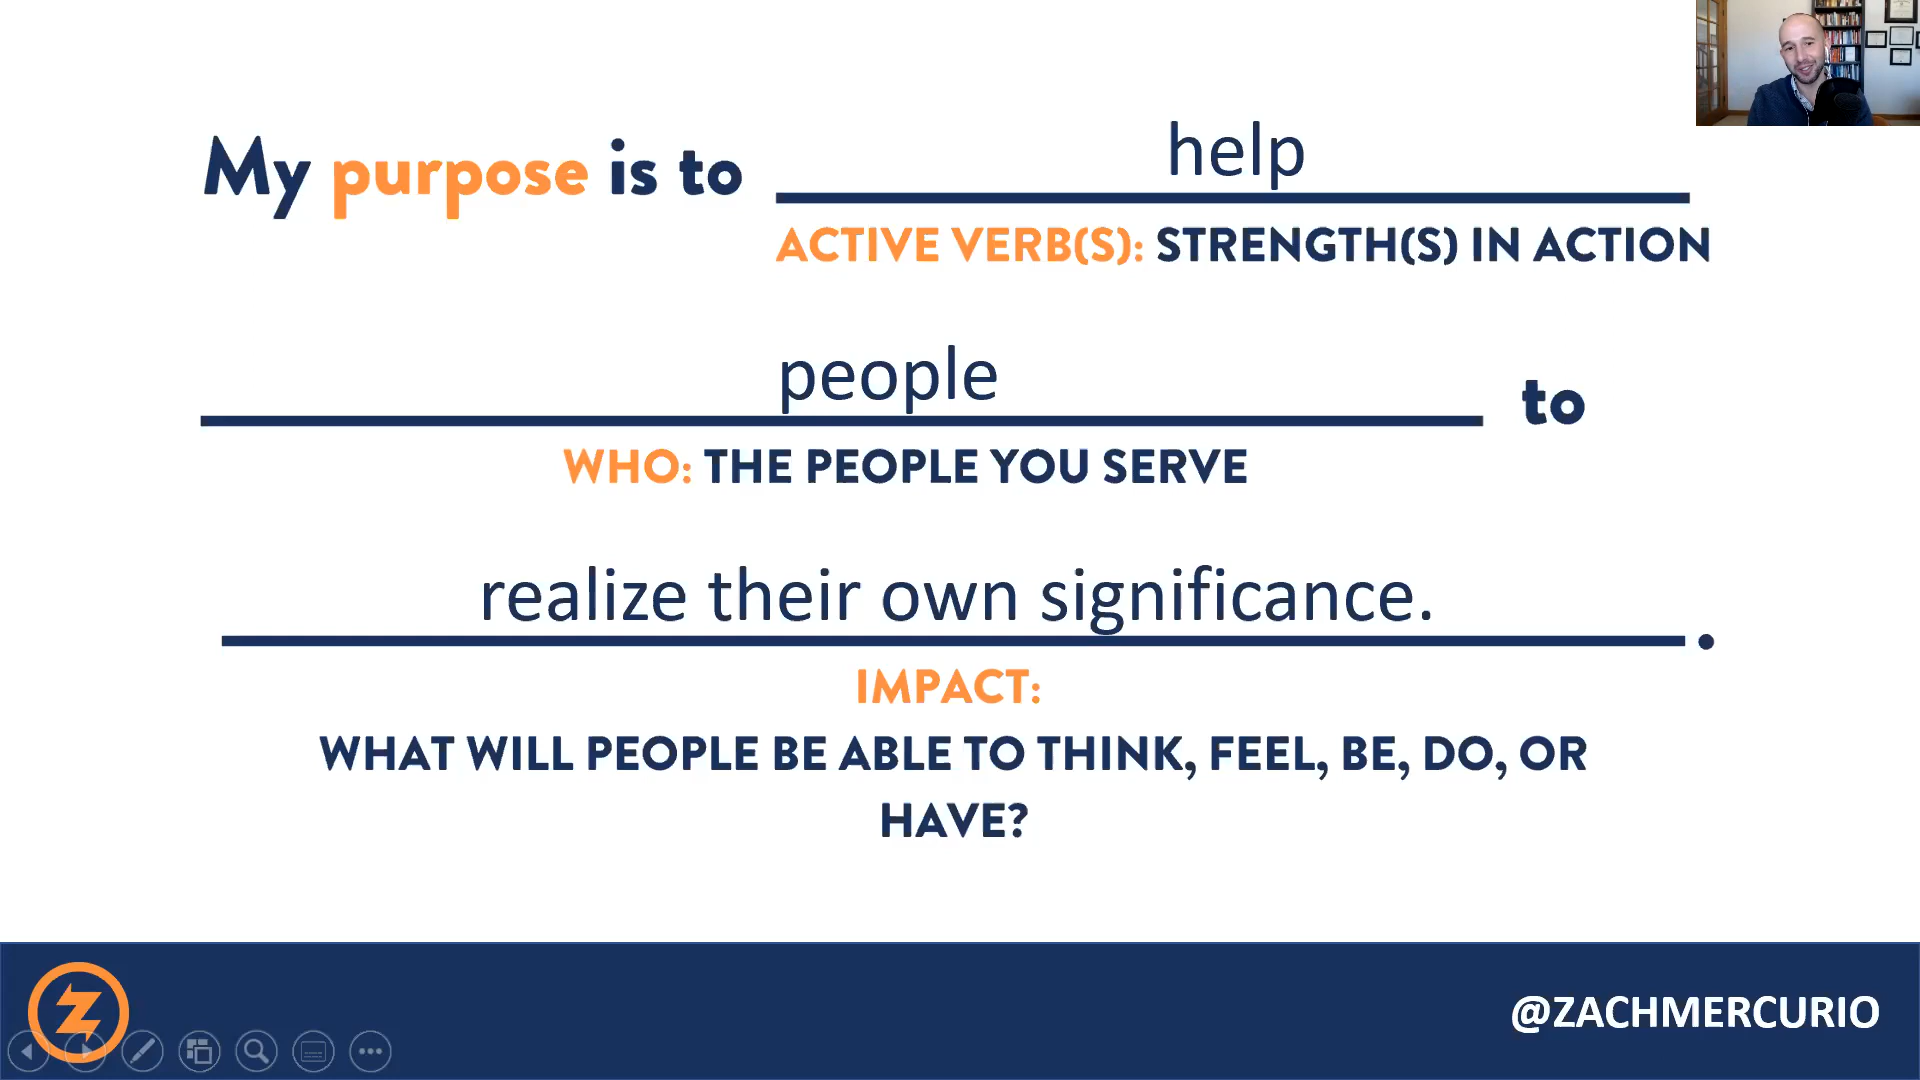 My purpose is to help
ACTIVE VERB(S): STRENGTH(S) IN ACTION
people to
WHO: THE PEOPLE YOU SERVE
realize their own significance. .
IMPACT:
WHAT WILL PEOPLE BE ABLE TO THINK, FEEL, BE, DO, OR
HAVE?
@ZACHMERCURIO